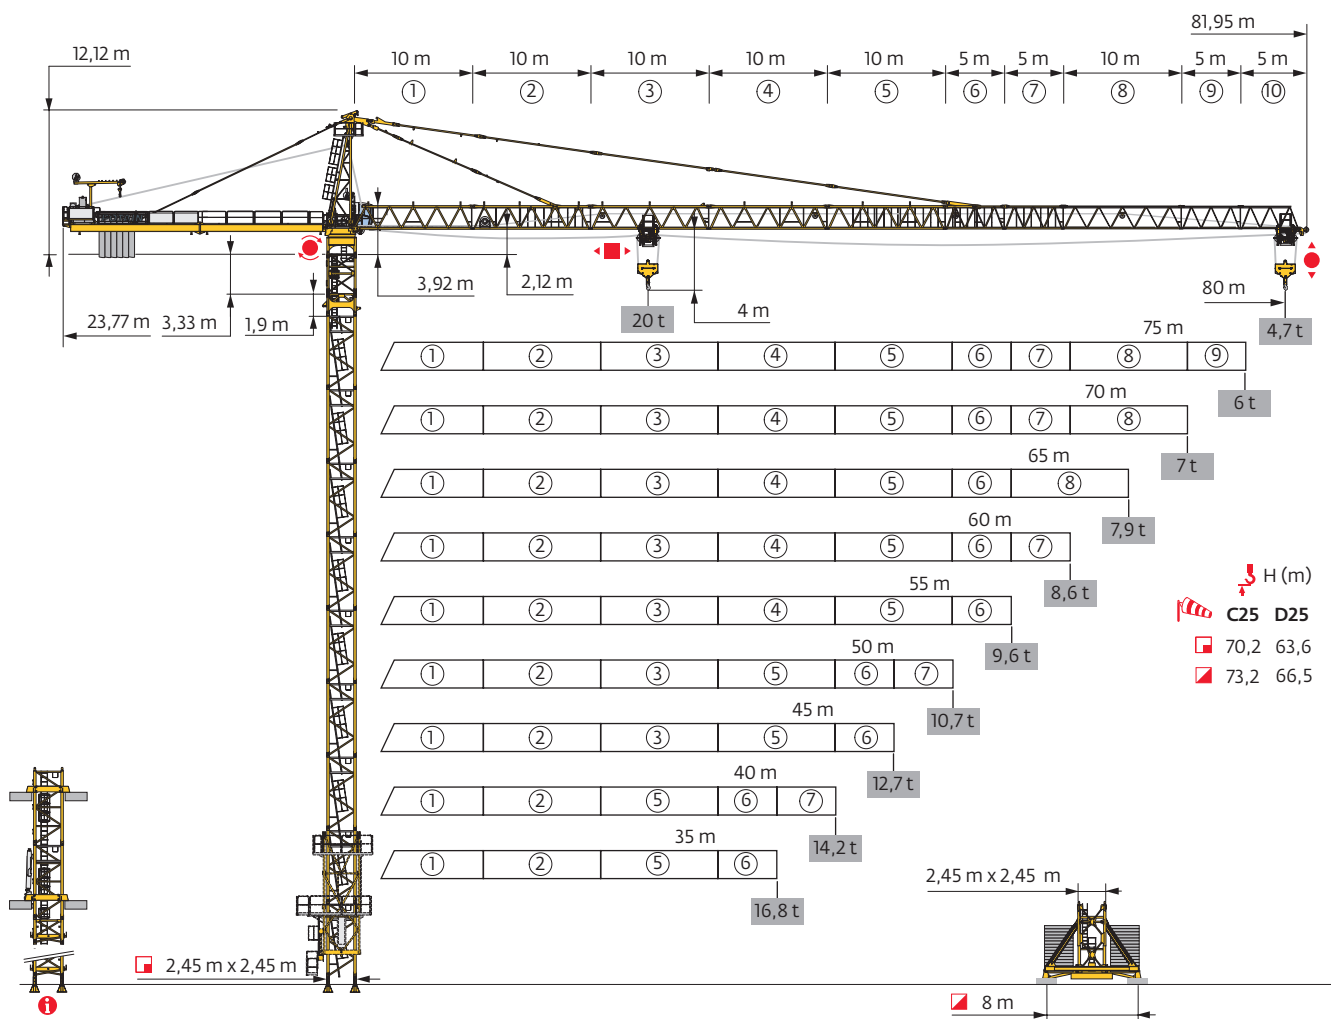 81,95 m
12,12 m
10 m 10 m 10 m 10 m 10 m 5 m 5 m 10 m 5 m 5 m
1 2 3 4 5 6 7 8 9 10
3,92 m
2,12 m
80 m
4 m
23,77 m
3,33 m
1,9 m
20 t
4,7 t
75 m
1 2 3 4 5 6 7 8 9
6 t
70 m
1 2 3 4 5 6 7 8
7 t
65 m
1 2 3 4 5 6 8
7,9 t
60 m
1 2 3 4 5 6 7
8,6 t
H (m)
55 m
1 2 3 4 5 6
9,6 t
C25 D25
70,2 63,6
73,2 66,5
50 m
1 2 3 5 6 7
10,7 t
45 m
1 2 3 5 6
12,7 t
40 m
1 2 5 6 7
14,2 t
35 m
1 2 5 6
16,8 t
2,45 m x 2,45 m
2,45 m x 2,45 m
i
8 m